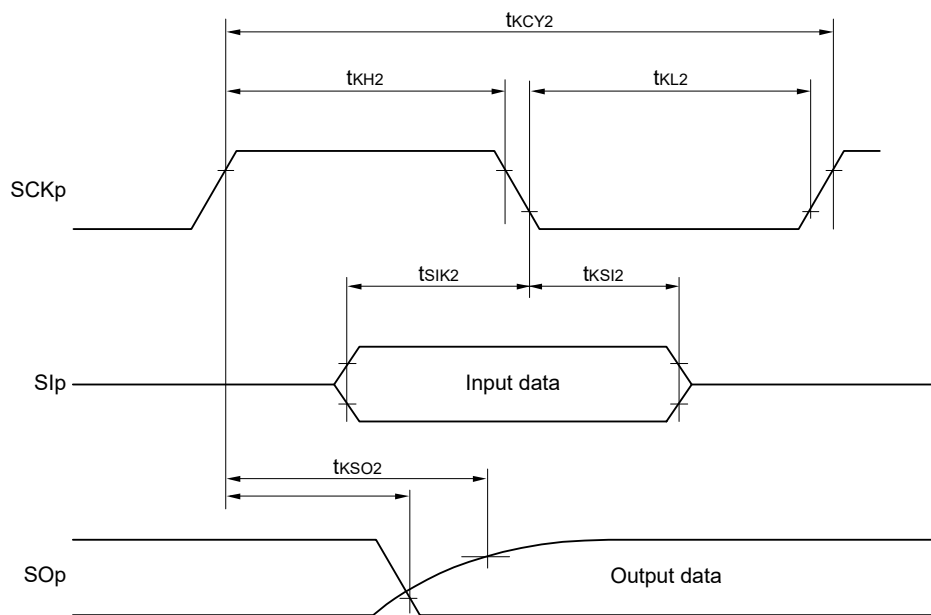 tKCY2
tKH2
tKL2
SCKp
tSIK2
tKSI2
SIp
Input data
tKSO2
SOp
Output data